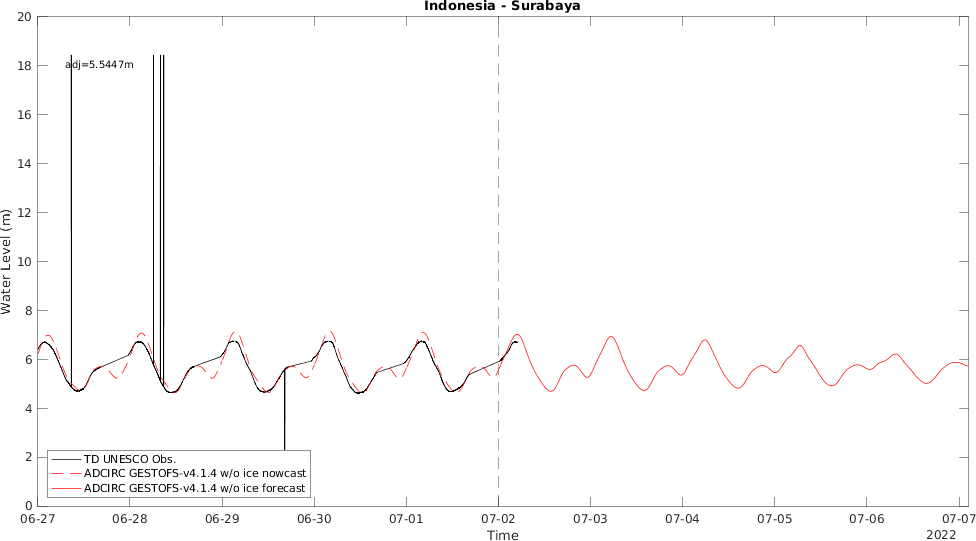 Indonesia - Surabaya
20
18
16
14
12
10
8
6
4
2
0
Water Level (m)
adj=5.5447m
TD UNESCO Obs.
ADCIRC GESTOFS-v4.1.4 w/o ice nowcast
ADCIRC GESTOFS-v4.1.4 w/o ice forecast
06-27 06-28 06-29 06-30 07-01 07-02 07-03 07-04 07-05 07-06 07-07
Time
2022